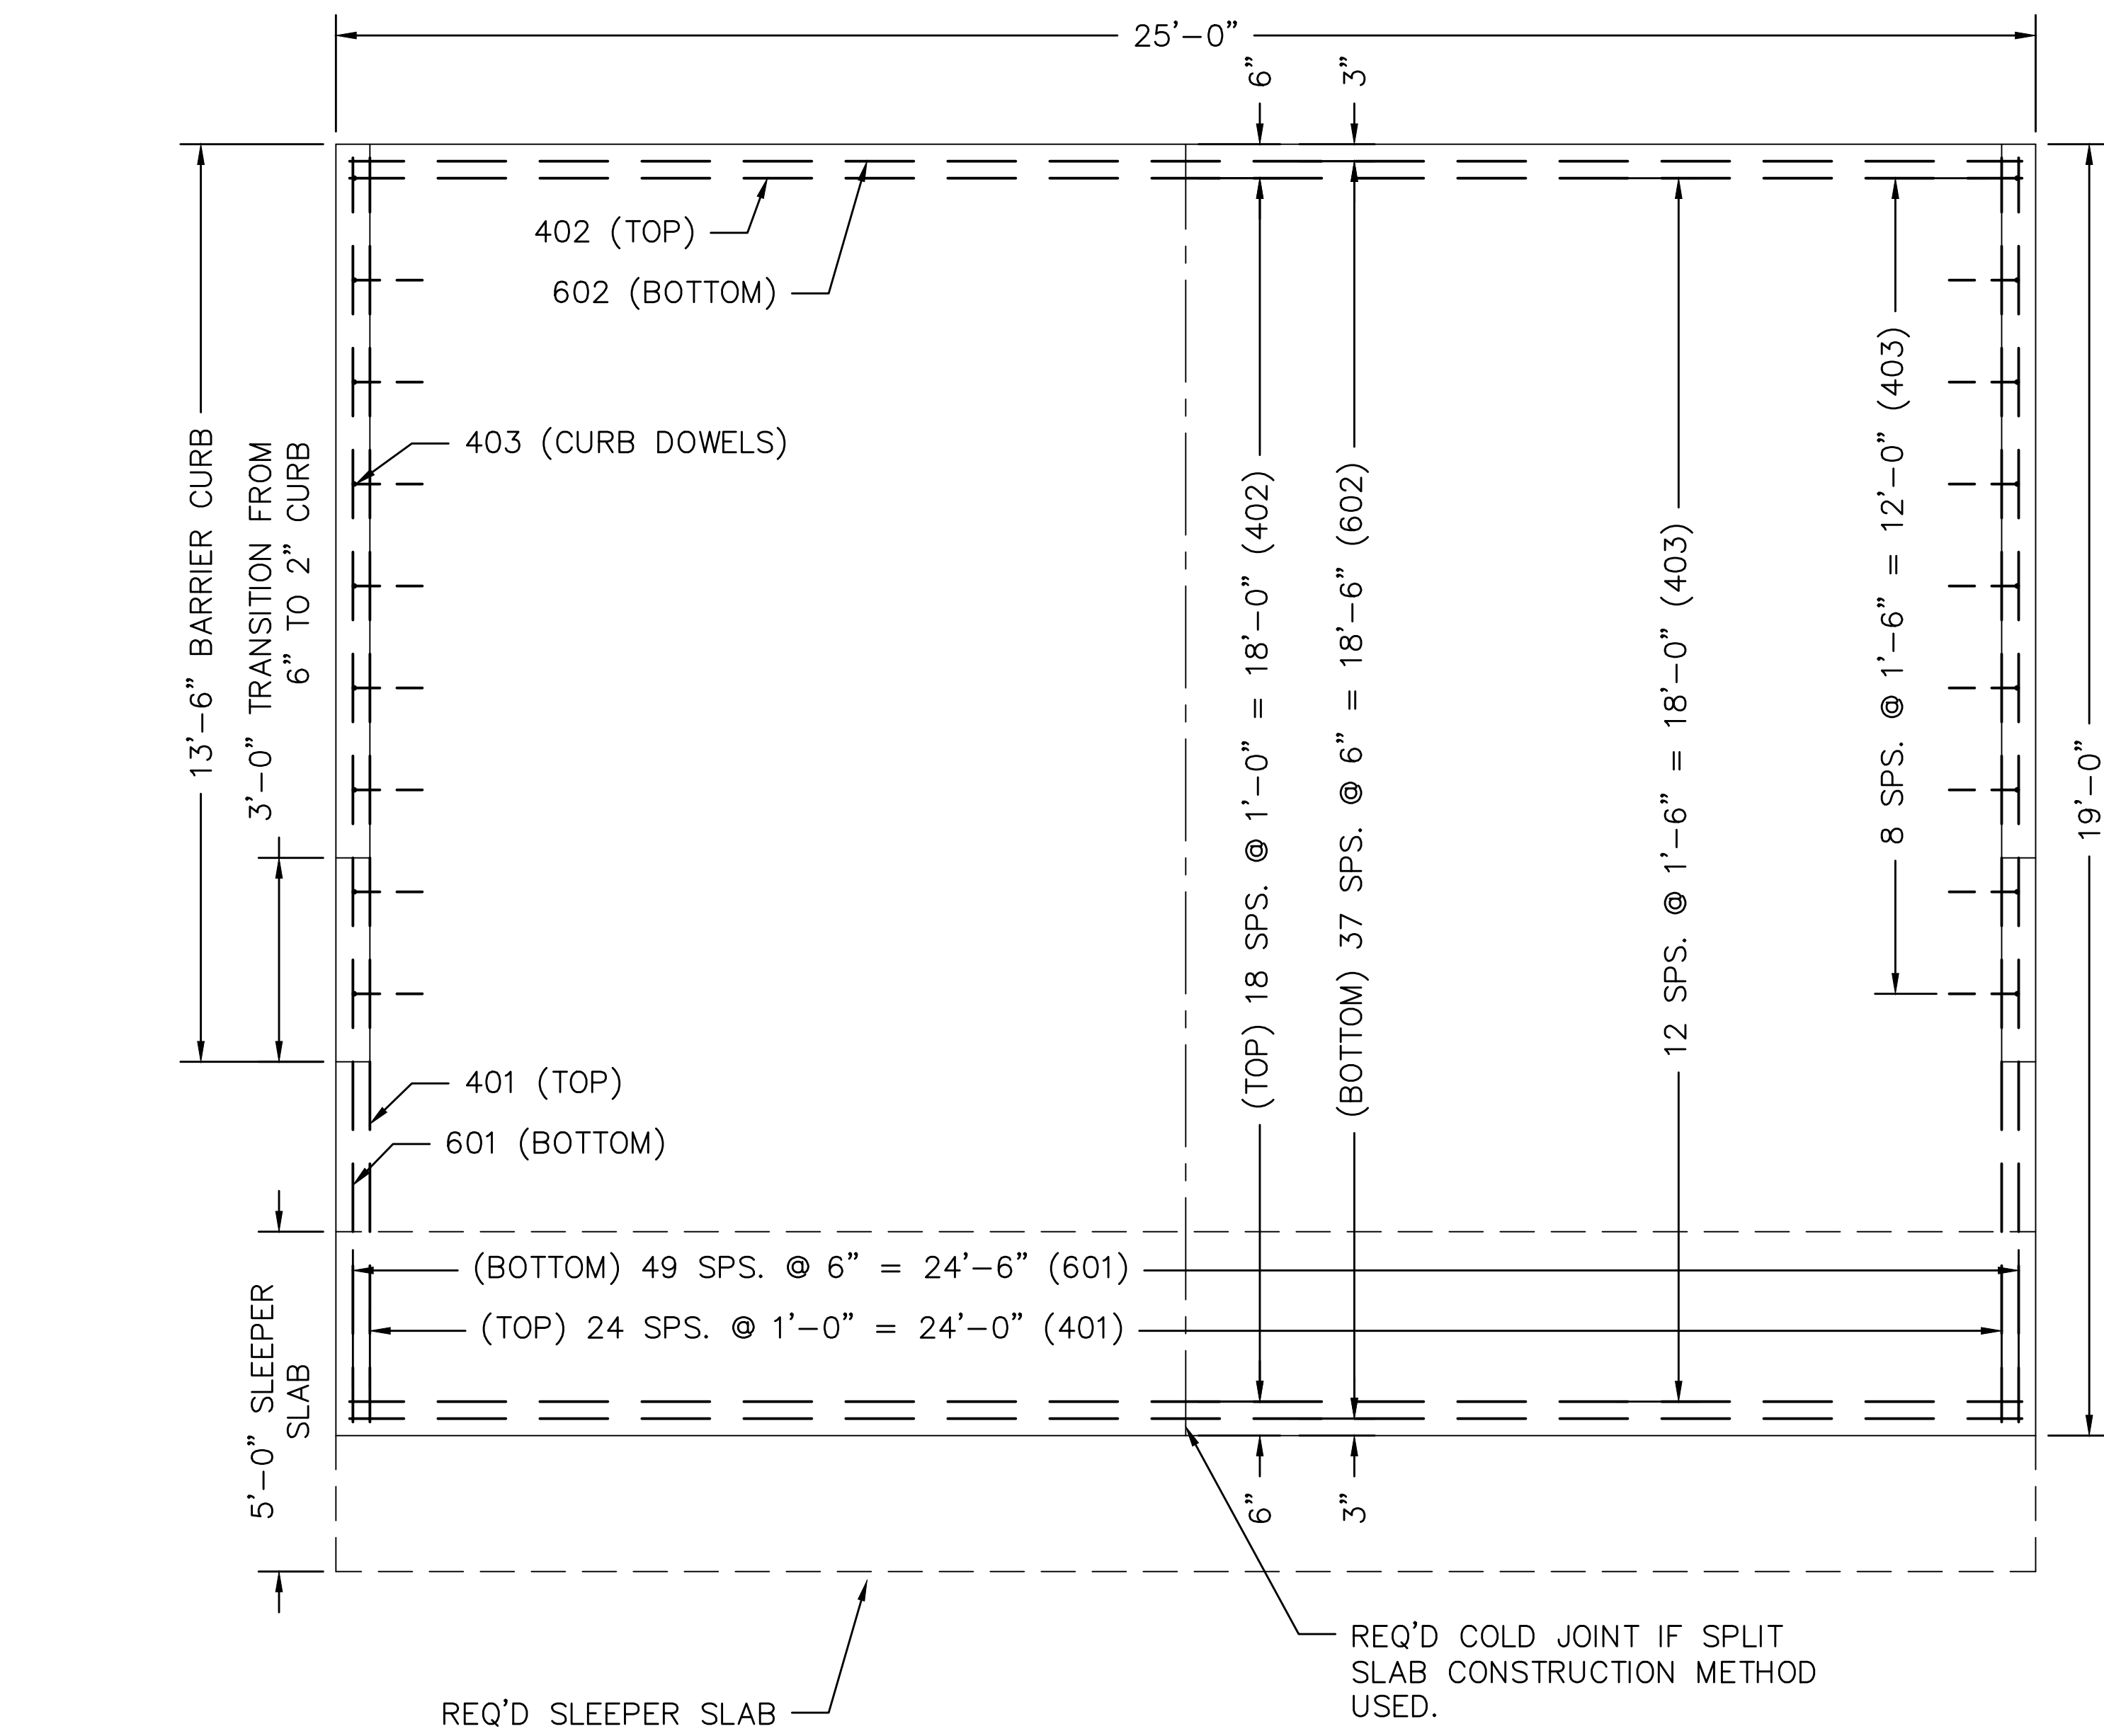 25'-0"
6"
3"
402 (TOP)
602 (BOTTOM)
403 (CURB DOWELS)
13'-6" BARRIER CURB
3'-0" TRANSITION FROM
6" TO 2" CURB
(TOP) 18 SPS. @ 1'-0" = 18'-0" (402)
(BOTTOM) 37 SPS. @ 6" = 18'-6" (602)
12 SPS. @ 1'-6" = 18'-0" (403)
8 SPS. @ 1'-6" = 12'-0" (403)
19'-0"
401 (TOP)
601 (BOTTOM)
(BOTTOM) 49 SPS. @ 6" = 24'-6" (601)
(TOP) 24 SPS. @ 1'-0" = 24'-0" (401)
5'-0" SLEEPER
SLAB
6"
3"
REQ'D COLD JOINT IF SPLIT
SLAB CONSTRUCTION METHOD
USED.
REQ'D SLEEPER SLAB